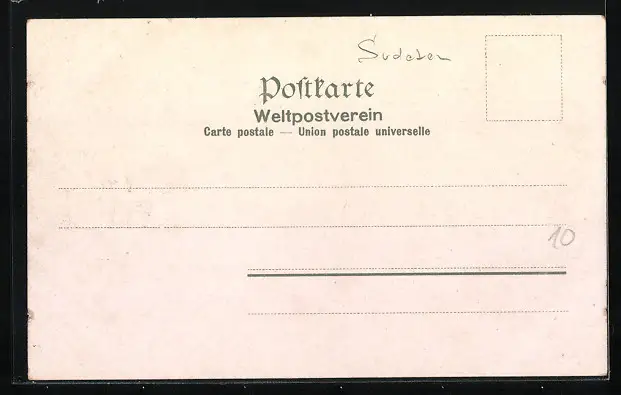 Sudeten
Postkarte
Weltpostverein
Carte postale — Union postale universelle
10